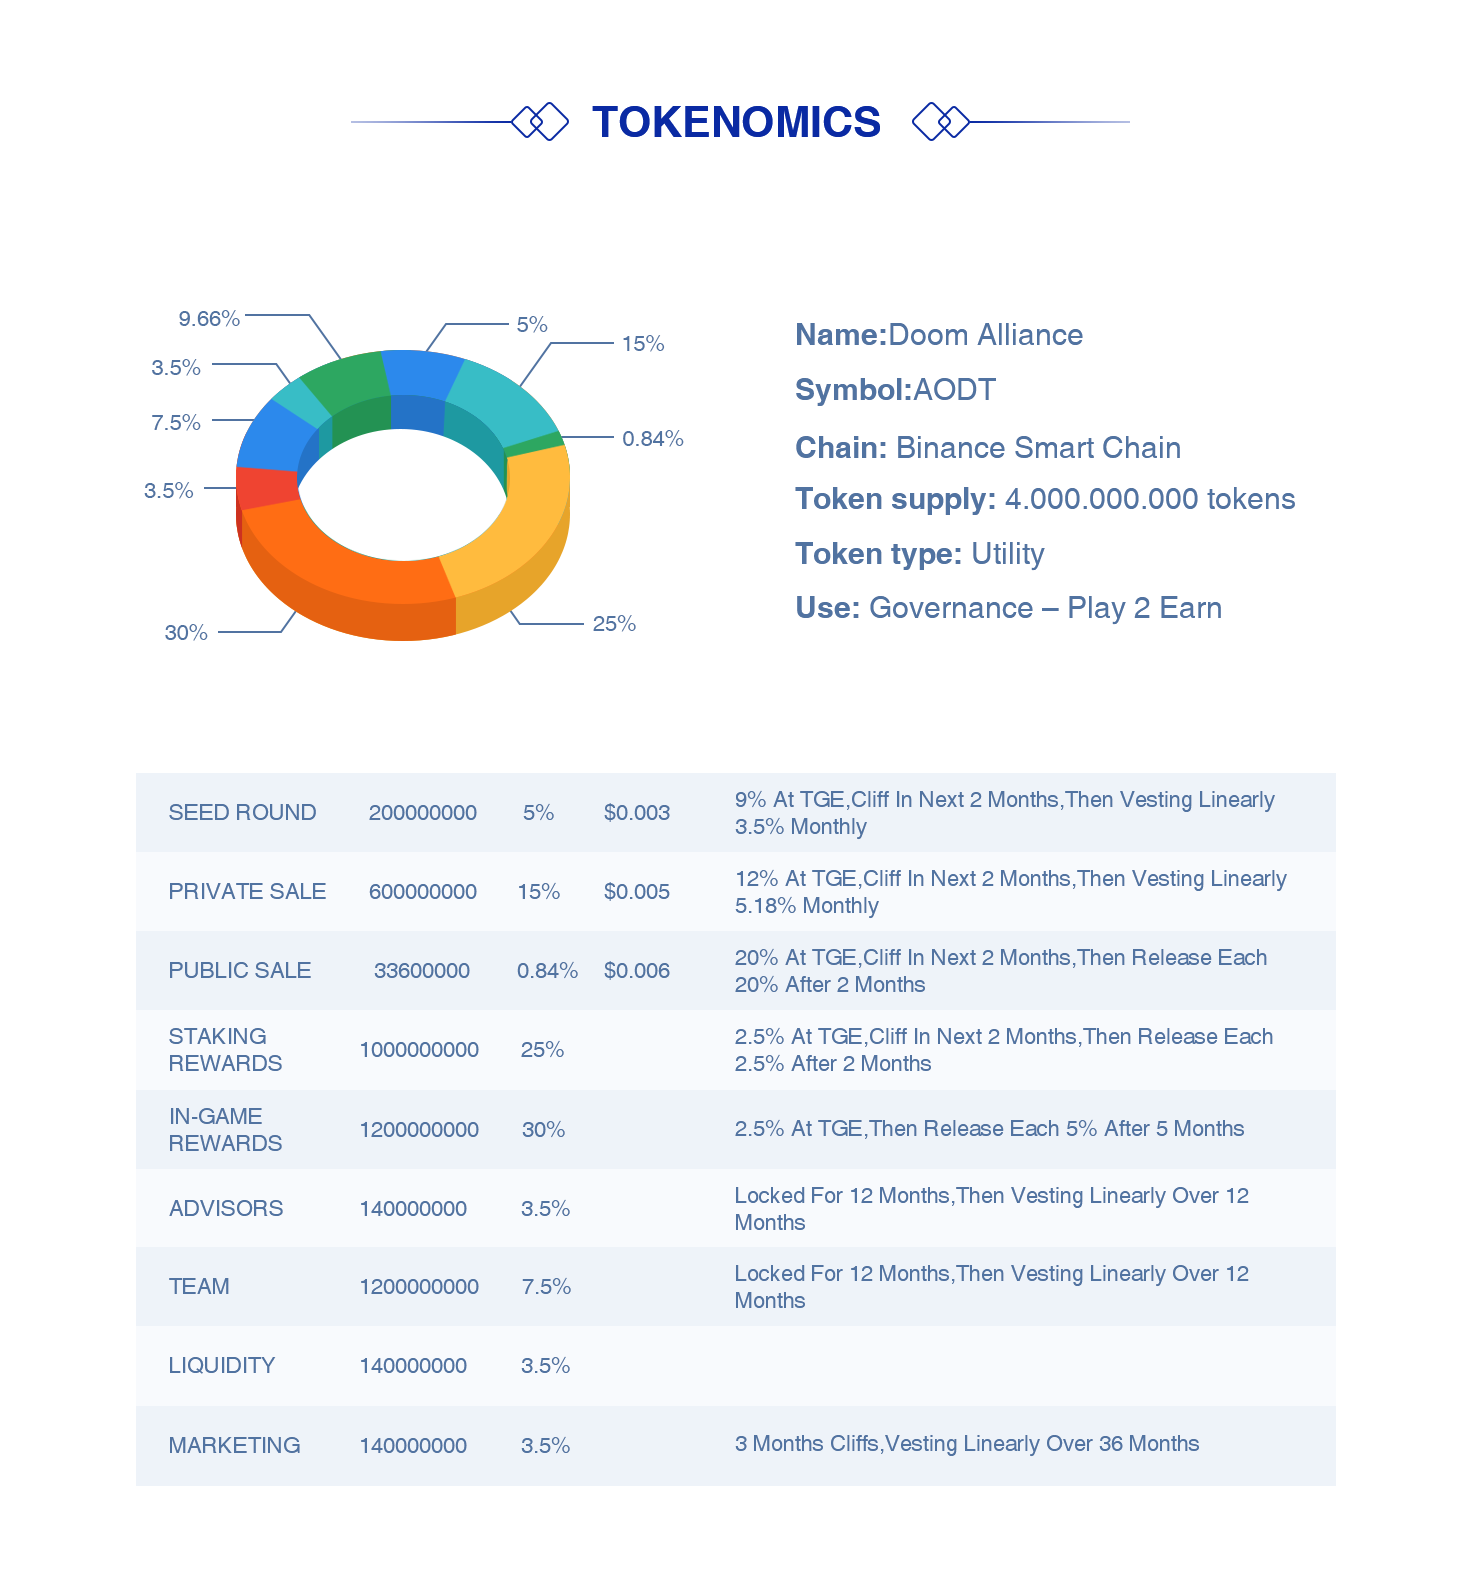 TOKENOMICS
9.66%
5%
15%
3.5%
7.5%
0.84%
3.5%
30%
25%
Name:Doom Alliance
Symbol:AODT
Chain: Binance Smart Chain
Token supply: 4.000.000.000 tokens
Token type: Utility
Use: Governance – Play 2 Earn
SEED ROUND 200000000 5% $0.003 9% At TGE,Cliff In Next 2 Months,Then Vesting Linearly
3.5% Monthly
PRIVATE SALE 600000000 15% $0.005 12% At TGE,Cliff In Next 2 Months,Then Vesting Linearly
5.18% Monthly
PUBLIC SALE 33600000 0.84% $0.006 20% At TGE,Cliff In Next 2 Months,Then Release Each
20% After 2 Months
STAKING
REWARDS 1000000000 25% 2.5% At TGE,Cliff In Next 2 Months,Then Release Each
2.5% After 2 Months
IN-GAME
REWARDS 1200000000 30% 2.5% At TGE,Then Release Each 5% After 5 Months
ADVISORS 140000000 3.5% Locked For 12 Months,Then Vesting Linearly Over 12
Months
TEAM 1200000000 7.5% Locked For 12 Months,Then Vesting Linearly Over 12
Months
LIQUIDITY 140000000 3.5%
MARKETING 140000000 3.5% 3 Months Cliffs,Vesting Linearly Over 36 Months